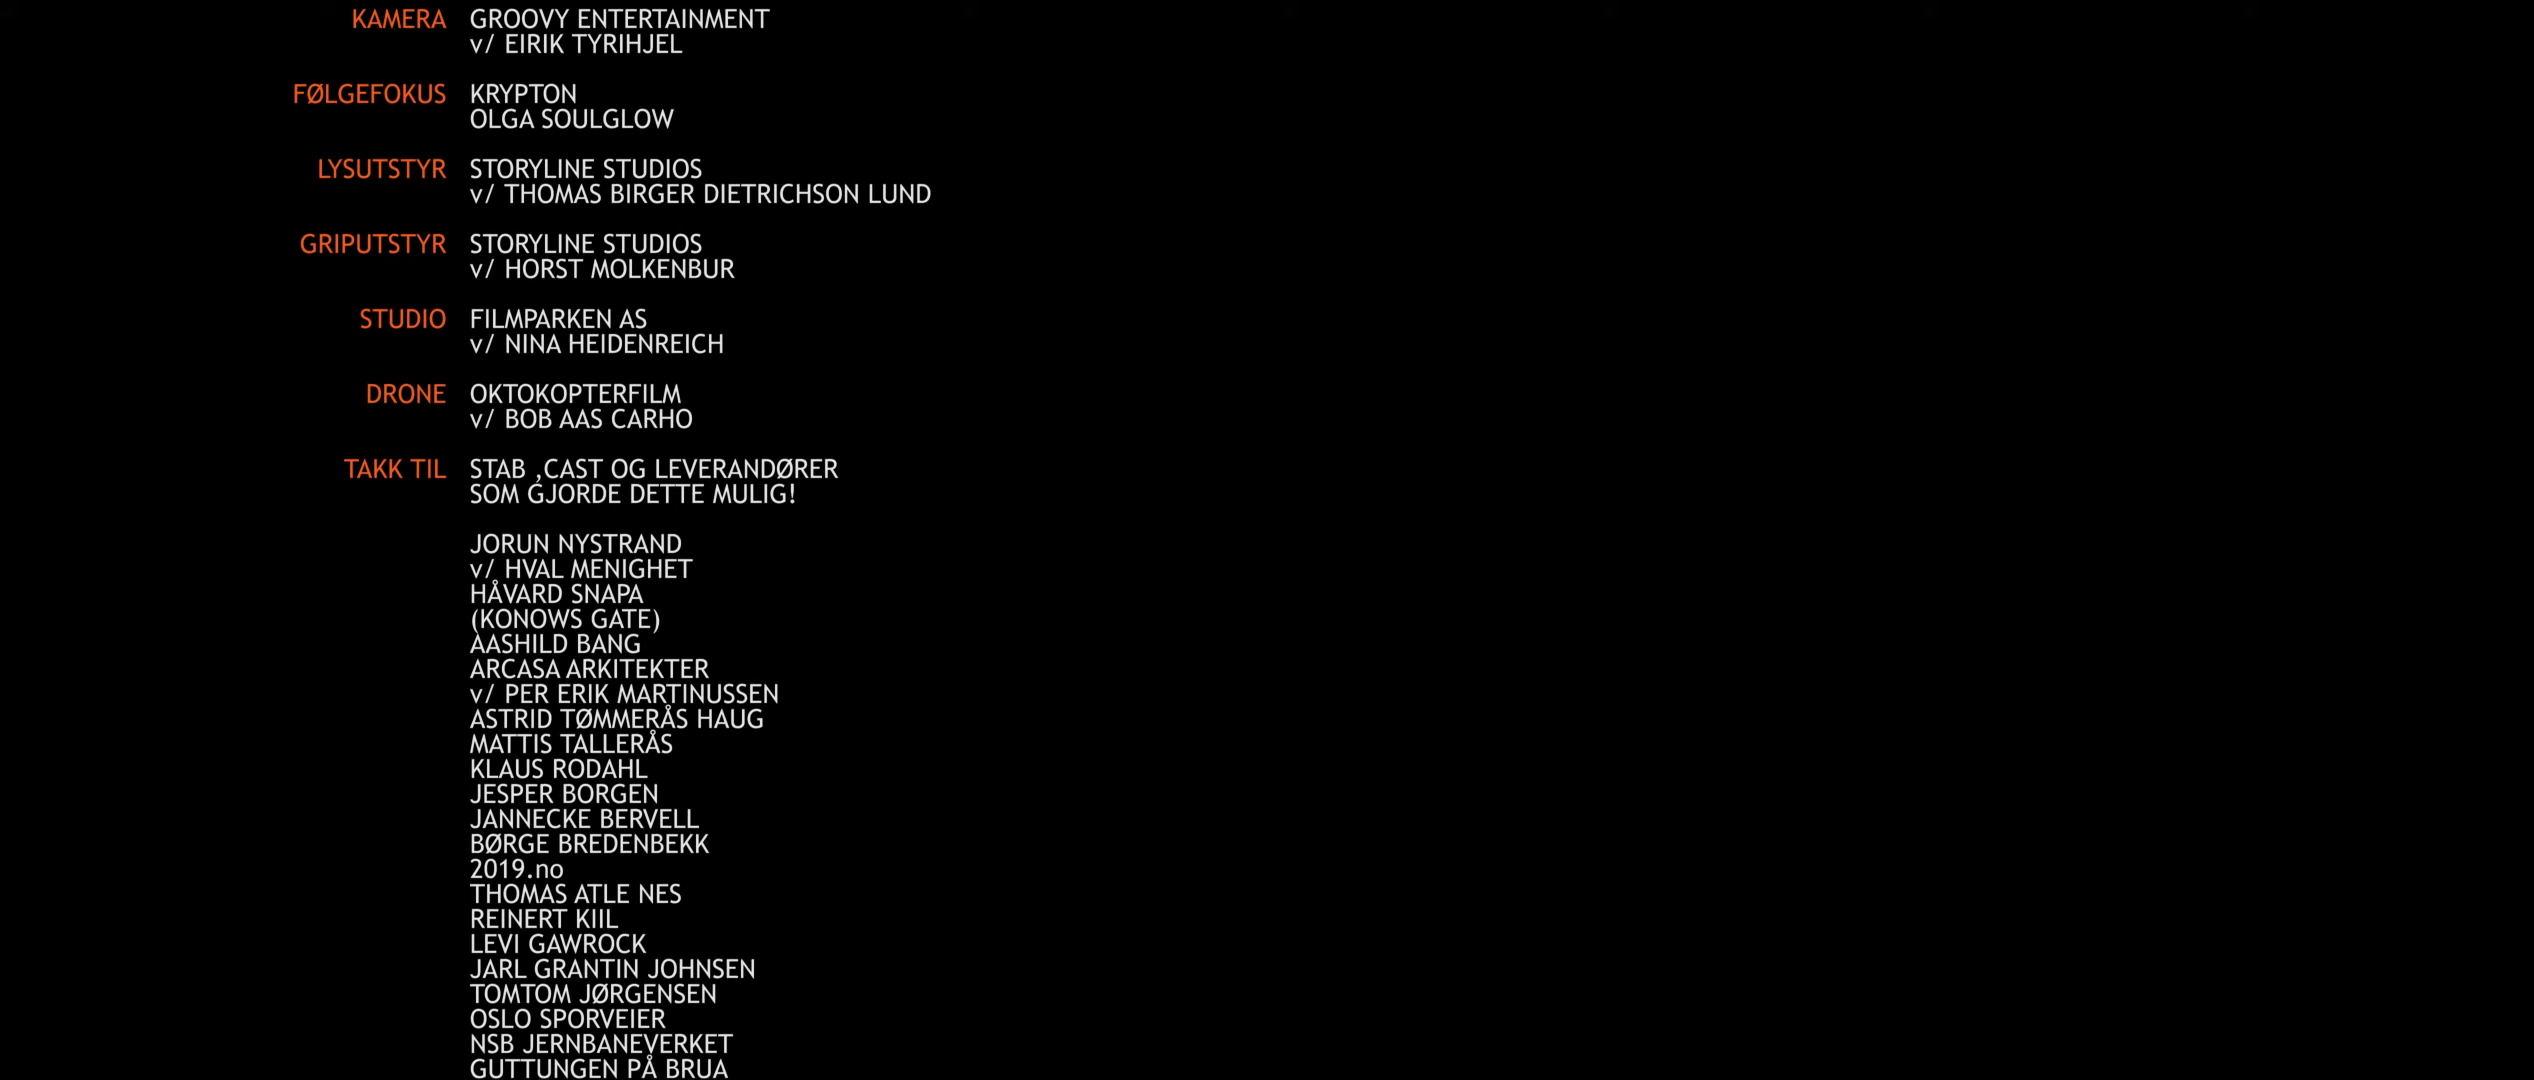 KAMERA GROOVY ENTERTAINMENT
v/ EIRIK TYRIHJEL
FØLGEFOKUS KRYPTON
OLGA SOULGLOW
LYSUTSTYR STORYLINE STUDIOS
v/ THOMAS BIRGER DIETRICHSON LUND
GRIPUTSTYR STORYLINE STUDIOS
v/ HORST MOLKENBUR
STUDIO FILMPARKEN AS
v/ NINA HEIDENREICH
DRONE OKTOKOPTERFILM
v/ BOB AAS CARHO
TAKK TIL STAB ,CAST OG LEVERANDØRER
SOM GJORDE DETTE MULIG!
JORUN NYSTRAND
v/ HVAL MENIGHET
HÅVARD SNAPA
(KONOWS GATE)
AASHILD BANG
ARCASA ARKITEKTER
v/ PER ERIK MARTINUSSEN
ASTRID TØMMERÅS HAUG
MATTIS TALLERÅS
KLAUS RODAHL
JESPER BORGEN
JANNECKE BERVELL
BØRGE BREDENBEKK
2019.no
THOMAS ATLE NES
REINERT KIIL
LEVI GAWROCK
JARL GRANTIN JOHNSEN
TOMTOM JØRGENSEN
OSLO SPORVEIER
NSB JERNBANEVERKET
GUTTUNGEN PÅ BRUA